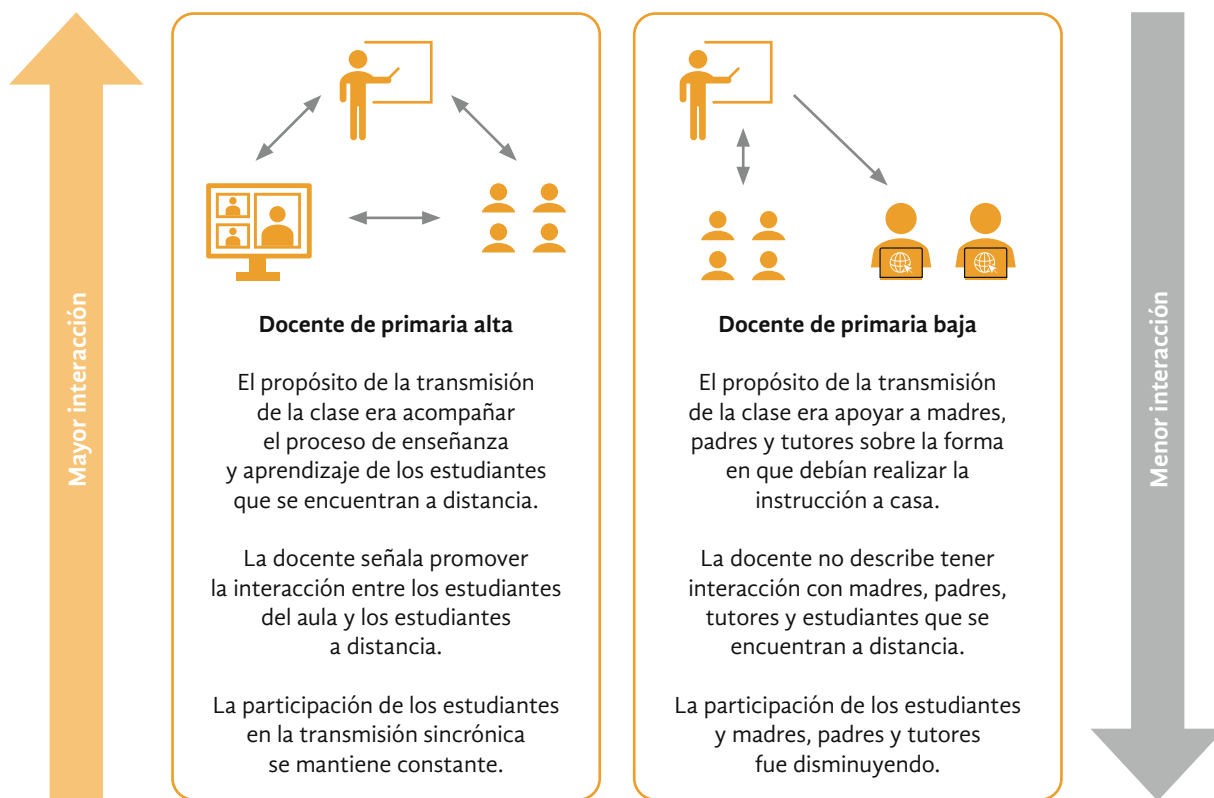 Mayor interacción
Docente de primaria alta
El propósito de la transmisión
de la clase era acompañar
el proceso de enseñanza
y aprendizaje de los estudiantes
que se encuentran a distancia.
La docente señala promover
la interacción entre los estudiantes
del aula y los estudiantes
a distancia.
La participación de los estudiantes
en la transmisión sincrónica
se mantiene constante.
Docente de primaria baja
El propósito de la transmisión
de la clase era apoyar a madres,
padres y tutores sobre la forma
en que debían realizar la
instrucción a casa.
La docente no describe tener
interacción con madres, padres,
tutores y estudiantes que se
encuentran a distancia.
La participación de los estudiantes
y madres, padres y tutores
fue disminuyendo.
Menor interacción